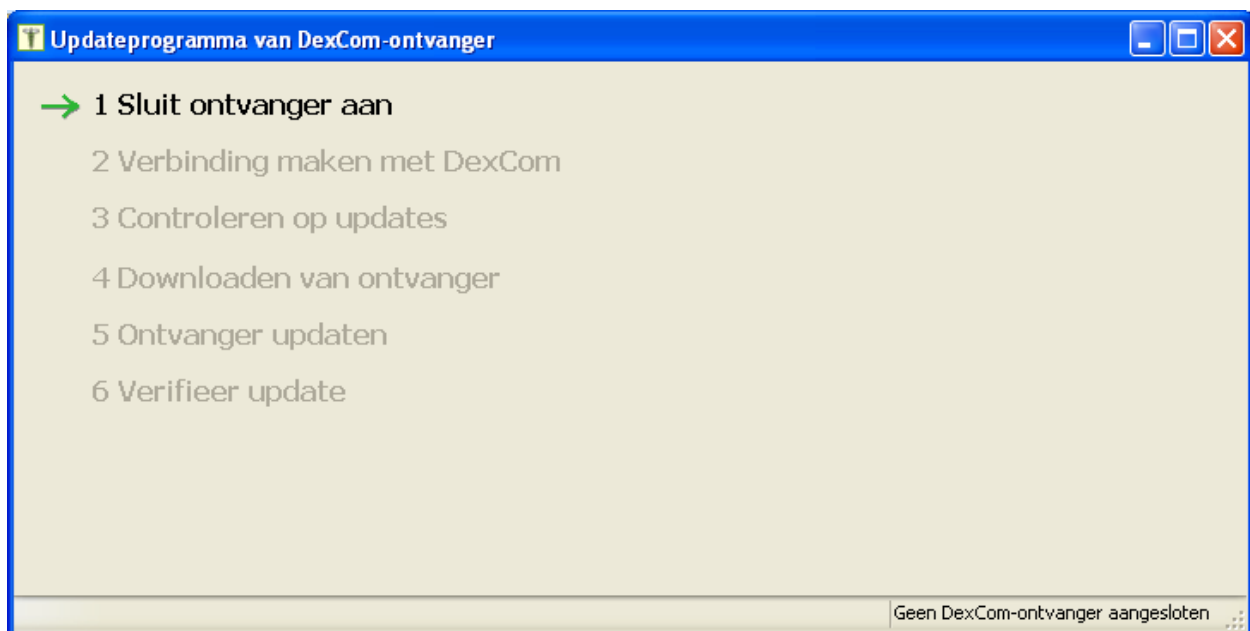 Updateprogramma van DexCom-ontvanger
1 Sluit ontvanger aan
2 Verbinding maken met DexCom
3 Controleren op updates
4 Downloaden van ontvanger
5 Ontvanger updaten
6 Verifieer update
Geen DexCom-ontvanger aangesloten